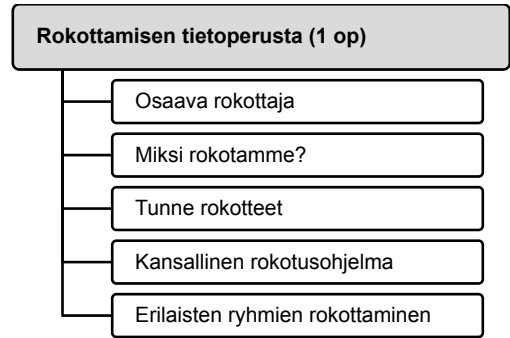 Rokottamisen tietoperusta (1 op)
Osaava rokottaja
Miksi rokotamme?
Tunne rokotteet
Kansallinen rokotusohjelma
Erilaisten ryhmien rokottaminen